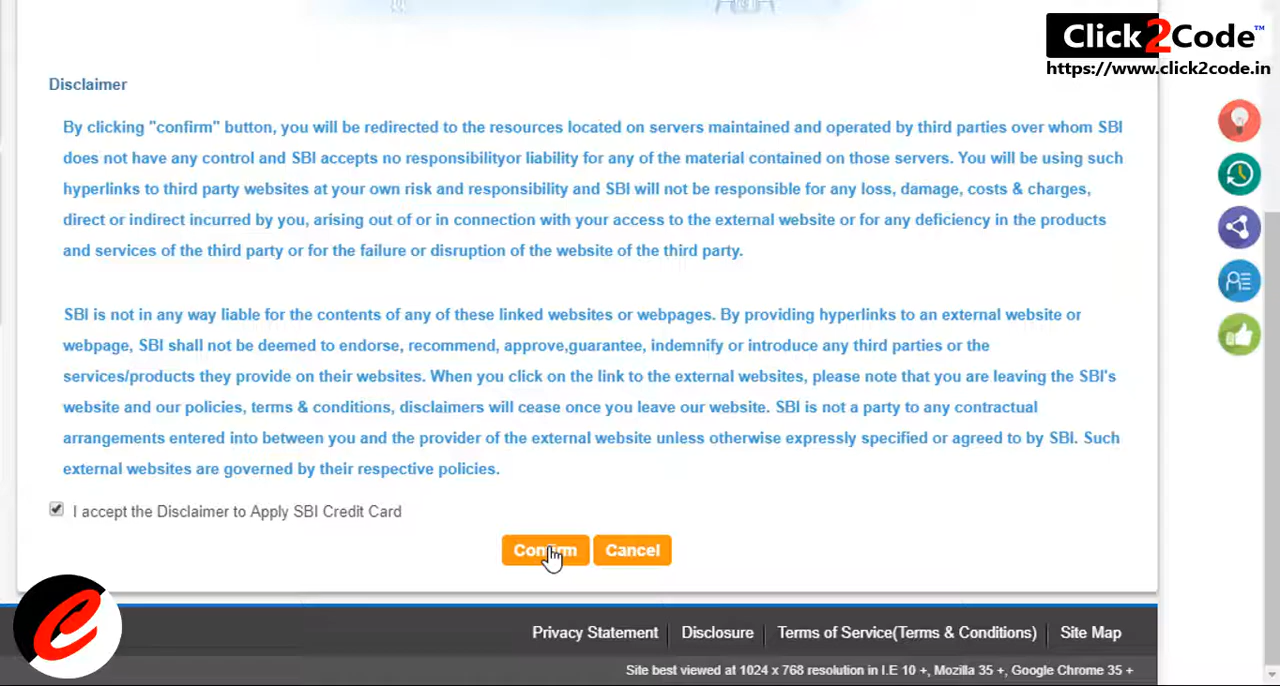 Click2Code™
https://www.click2code.in
Disclaimer
By clicking "confirm" button, you will be redirected to the resources located on servers maintained and operated by third parties over whom SBI
does not have any control and SBI accepts no responsibilityor liability for any of the material contained on those servers. You will be using such
hyperlinks to third party websites at your own risk and responsibility and SBI will not be responsible for any loss, damage, costs & charges,
direct or indirect incurred by you, arising out of or in connection with your access to the external website or for any deficiency in the products
and services of the third party or for the failure or disruption of the website of the third party.
SBI is not in any way liable for the contents of any of these linked websites or webpages. By providing hyperlinks to an external website or
webpage, SBI shall not be deemed to endorse, recommend, approve,guarantee, indemnify or introduce any third parties or the
services/products they provide on their websites. When you click on the link to the external websites, please note that you are leaving the SBI's
website and our policies, terms & conditions, disclaimers will cease once you leave our website. SBI is not a party to any contractual
arrangements entered into between you and the provider of the external website unless otherwise expressly specified or agreed to by SBI. Such
external websites are governed by their respective policies.
I accept the Disclaimer to Apply SBI Credit Card
Confirm Cancel
Privacy Statement Disclosure Terms of Service(Terms & Conditions) Site Map
Site best viewed at 1024 x 768 resolution in I.E 10 +, Mozilla 35 +, Google Chrome 35 +